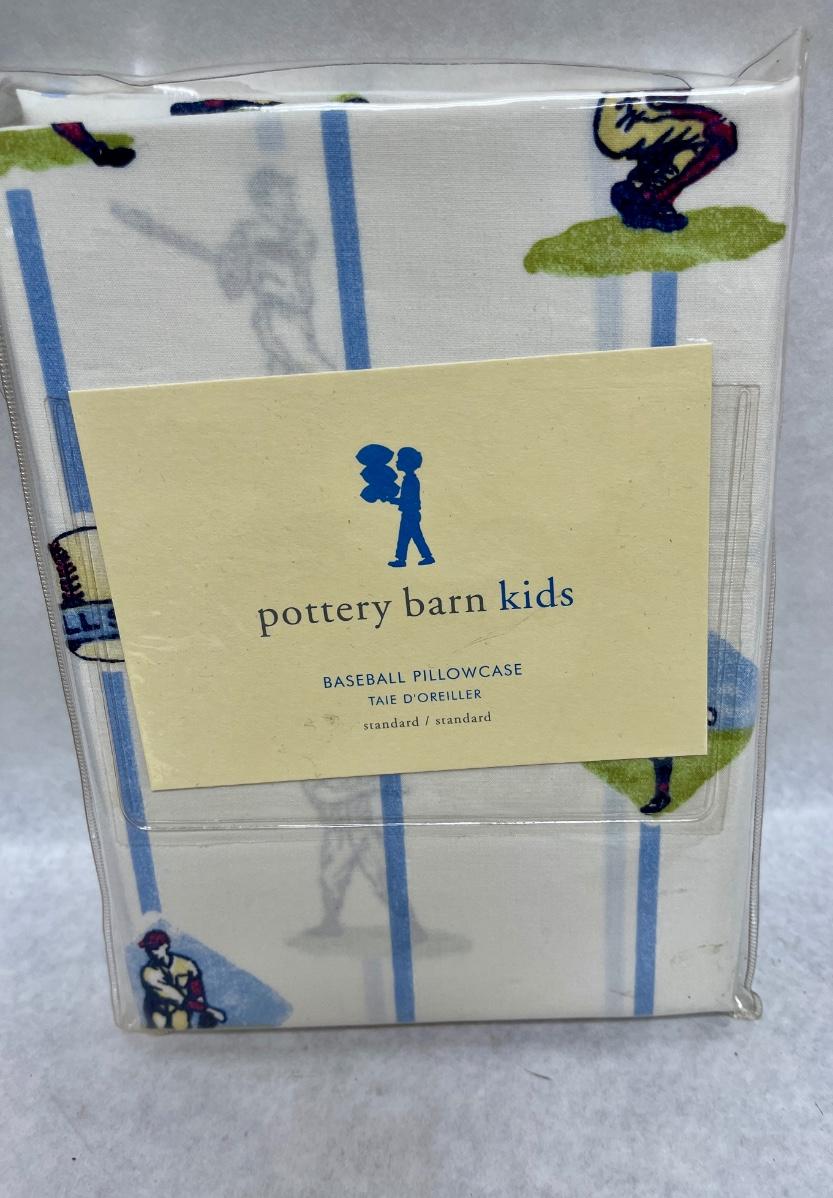 pottery barn kids
BASEBALL PILLOWCASE
TAIE D'OREILLER
standard / standard